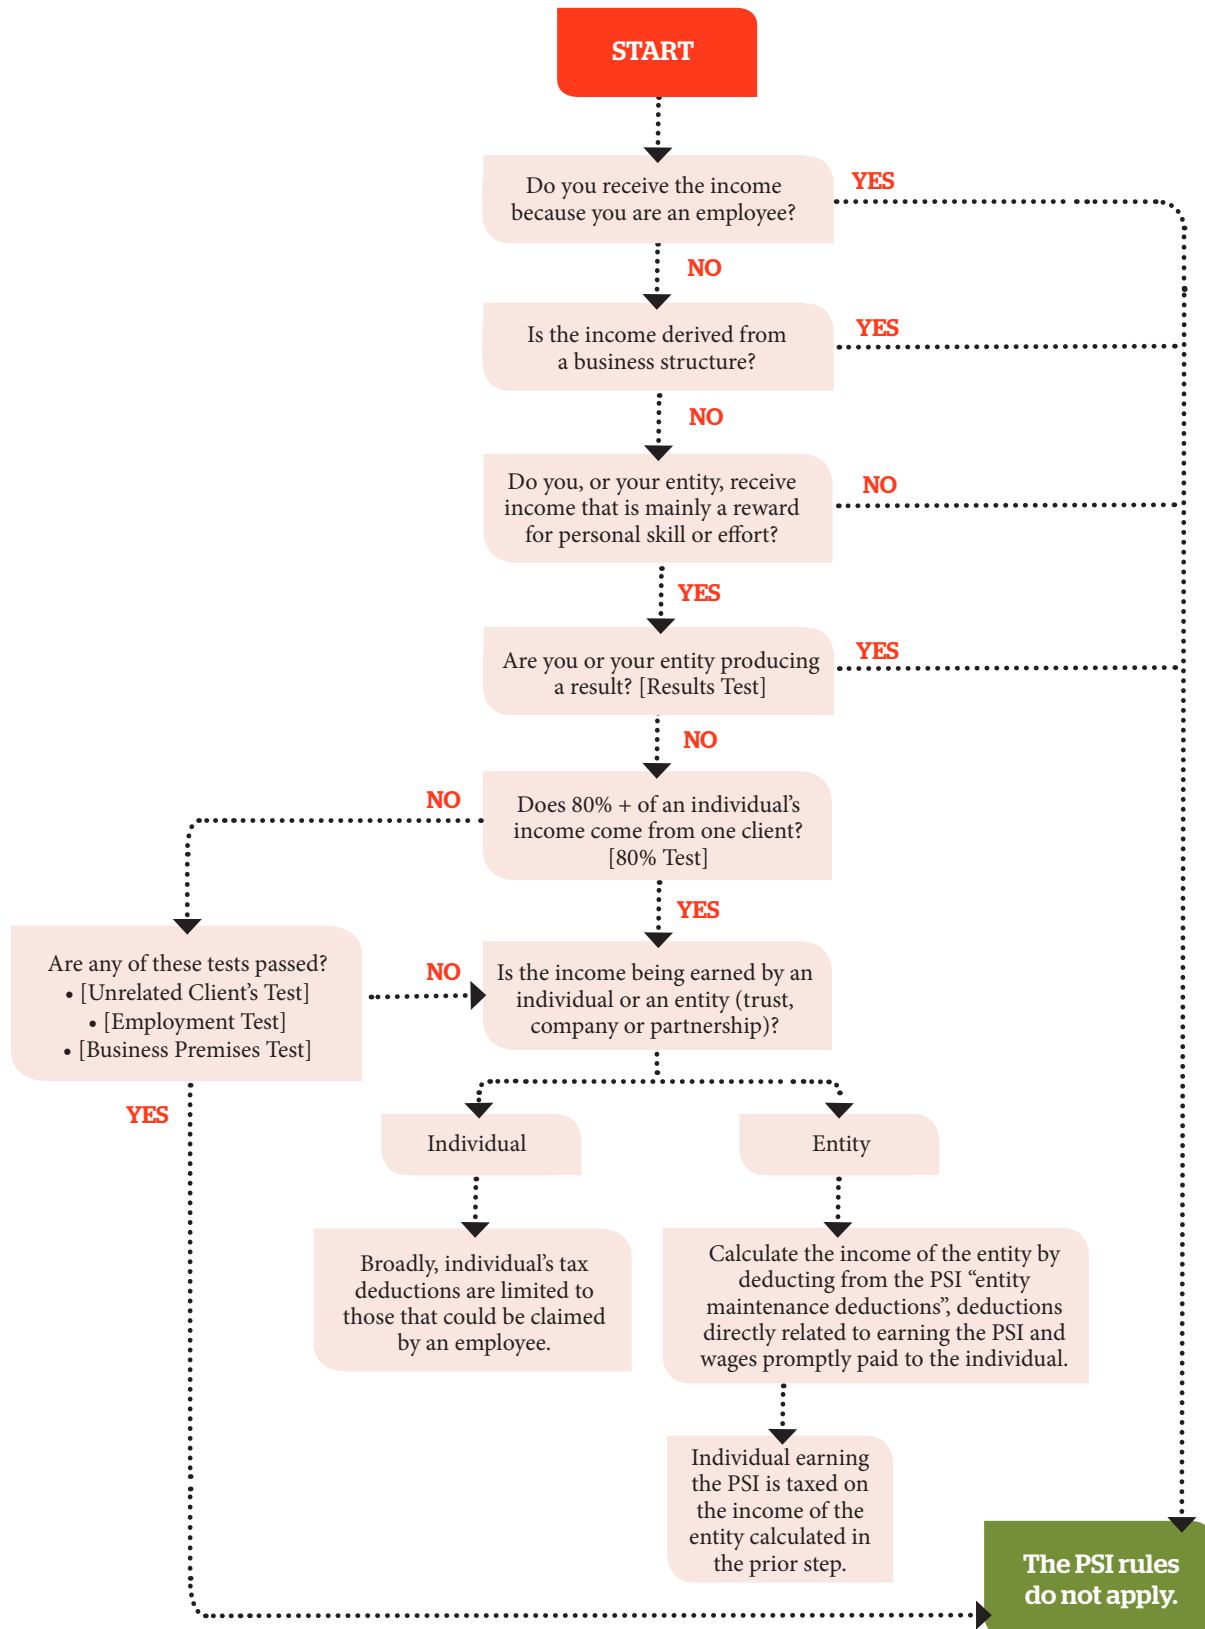 START
Do you receive the income
because you are an employee?
YES
NO
Is the income derived from
a business structure?
YES
NO
Do you, or your entity, receive
income that is mainly a reward
for personal skill or effort?
NO
YES
Are you or your entity producing
a result? [Results Test]
YES
NO
Does 80% + of an individual’s
income come from one client?
[80% Test]
NO
YES
Are any of these tests passed?
• [Unrelated Client’s Test]
• [Employment Test]
• [Business Premises Test]
NO
YES
Is the income being earned by an
individual or an entity (trust,
company or partnership)?
Individual
Entity
Broadly, individual’s tax
deductions are limited to
those that could be claimed
by an employee.
Calculate the income of the entity by
deducting from the PSI “entity
maintenance deductions”, deductions
directly related to earning the PSI and
wages promptly paid to the individual.
Individual earning
the PSI is taxed on
the income of the
entity calculated in
the prior step.
The PSI rules
do not apply.